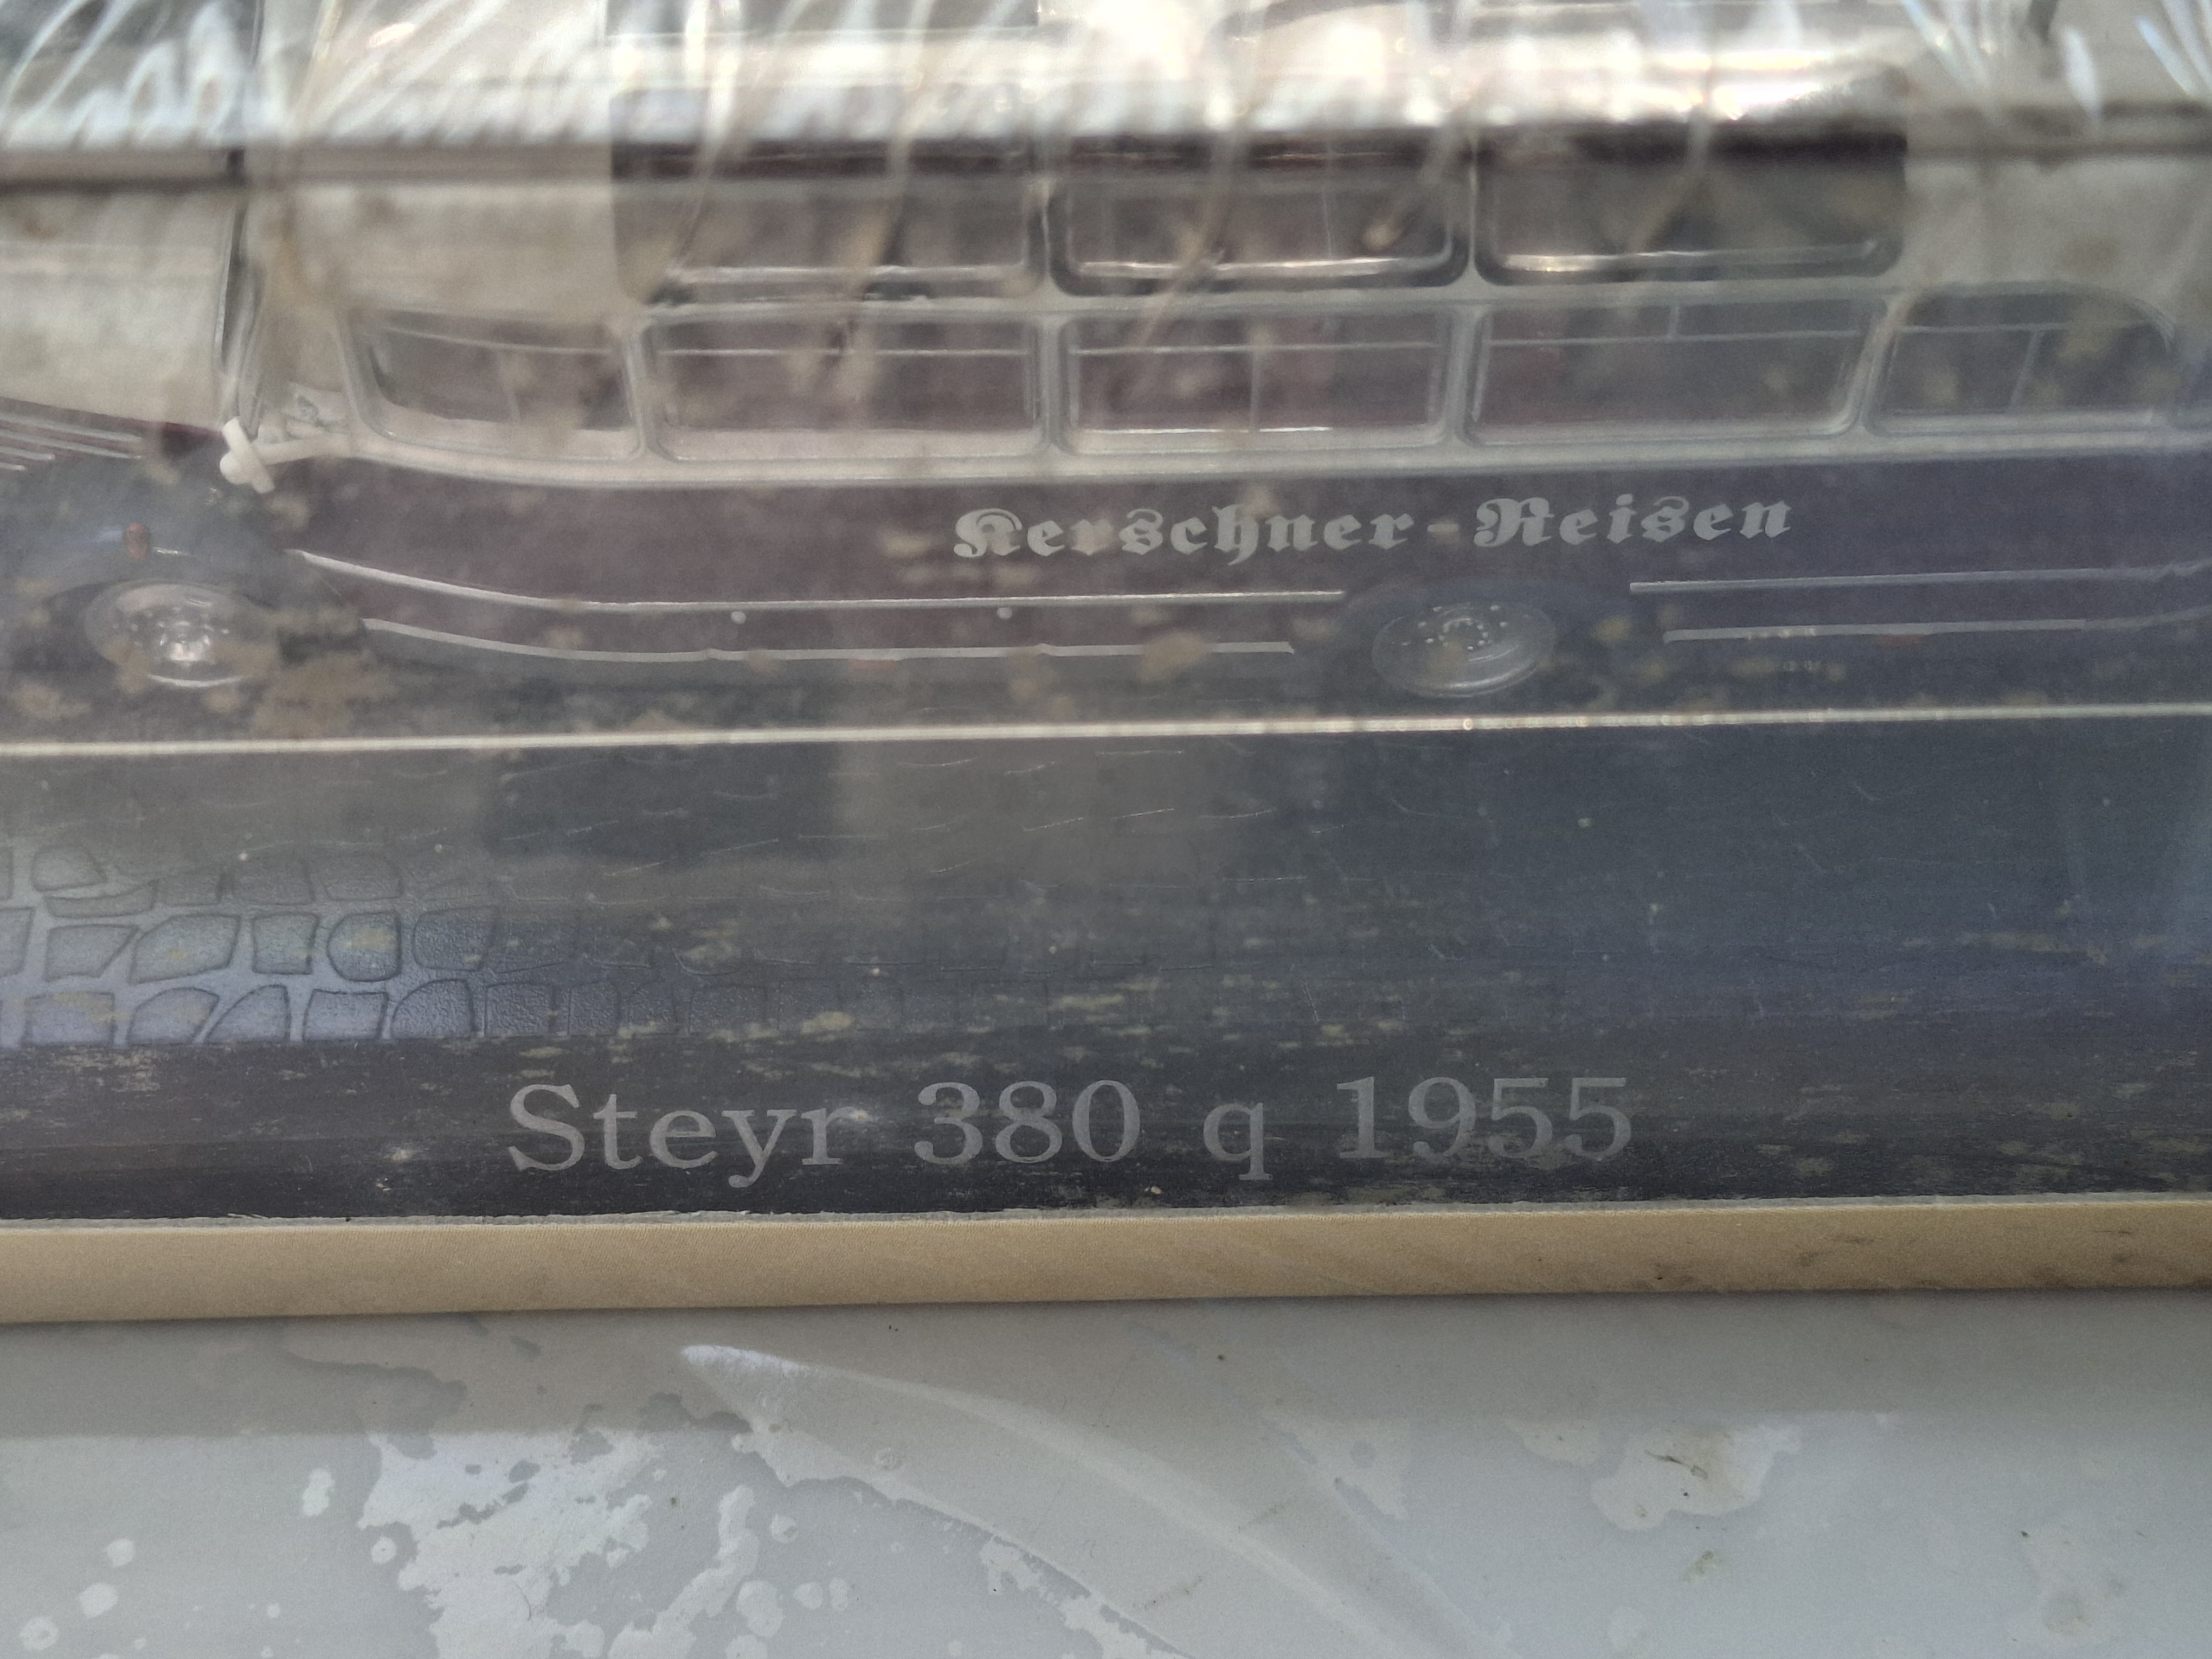 Kerschner-Reisen
Steyr 380 q 1955